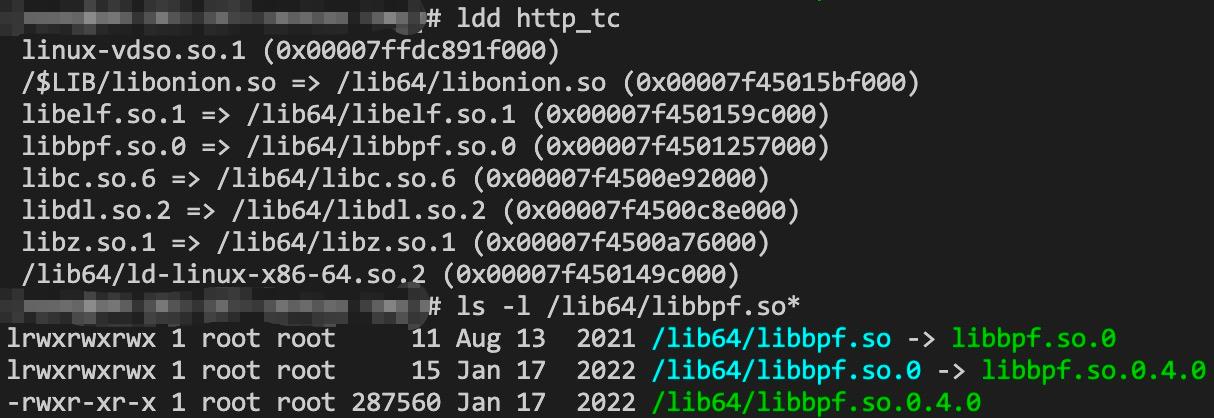 # ldd http_tc
linux-vdso.so.1 (0x00007ffdc891f000)
/$LIB/libonion.so => /lib64/libonion.so (0x00007f45015bf000)
libelf.so.1 => /lib64/libelf.so.1 (0x00007f450159c000)
libbpf.so.0 => /lib64/libbpf.so.0 (0x00007f4501257000)
libc.so.6 => /lib64/libc.so.6 (0x00007f4500e92000)
libdl.so.2 => /lib64/libdl.so.2 (0x00007f4500c8e000)
libz.so.1 => /lib64/libz.so.1 (0x00007f4500a76000)
/lib64/ld-linux-x86-64.so.2 (0x00007f450149c000)
# ls -l /lib64/libbpf.so*
lrwxrwxrwx 1 root root     11 Aug 13  2021 /lib64/libbpf.so -> libbpf.so.0
lrwxrwxrwx 1 root root     15 Jan 17  2022 /lib64/libbpf.so.0 -> libbpf.so.0.4.0
-rwxr-xr-x 1 root root 287560 Jan 17  2022 /lib64/libbpf.so.0.4.0